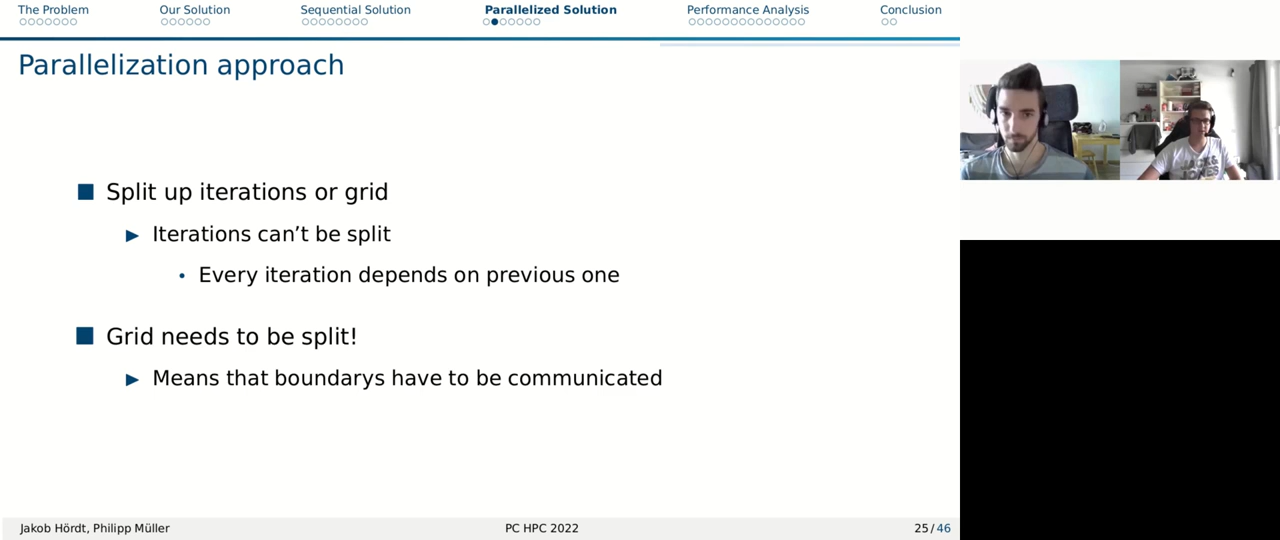 The Problem
Our Solution
Sequential Solution
Parallelized Solution
Performance Analysis
Conclusion
Parallelization approach
Split up iterations or grid
Iterations can't be split
Every iteration depends on previous one
Grid needs to be split!
Means that boundarys have to be communicated
Jakob Hördt, Philipp Müller
PC HPC 2022
25 / 46